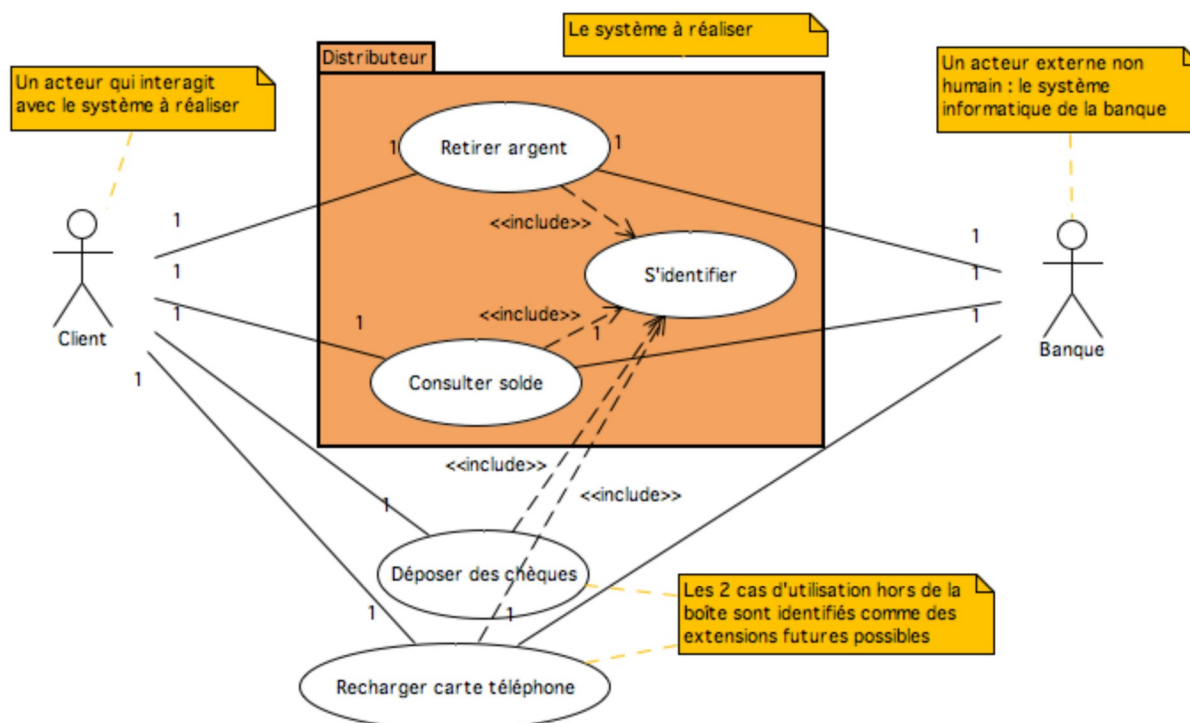 Le système à réaliser
Distributeur
Un acteur qui interagit
avec le système à réaliser
Un acteur externe non
humain : le système
informatique de la banque
Retirer argent
1
1
1
<<include>>
1
S'identifier
1
1
Client
1
1
<<include>>
1
1
Banque
1
Consulter solde
<<include>>
<<include>>
1
Déposer des chèques
1
1
Les 2 cas d'utilisation hors de la
boîte sont identifiés comme des
extensions futures possibles
Recharger carte téléphone